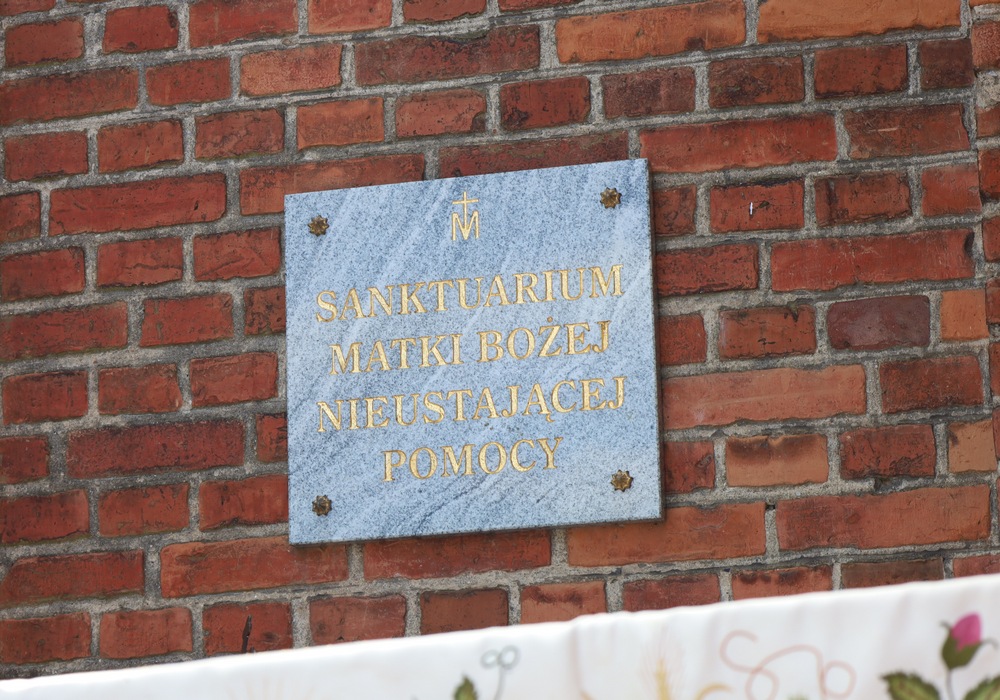 SANKTUARIUM
MATKI BOŻEJ
NIEUSTAJĄCEJ
POMOCY